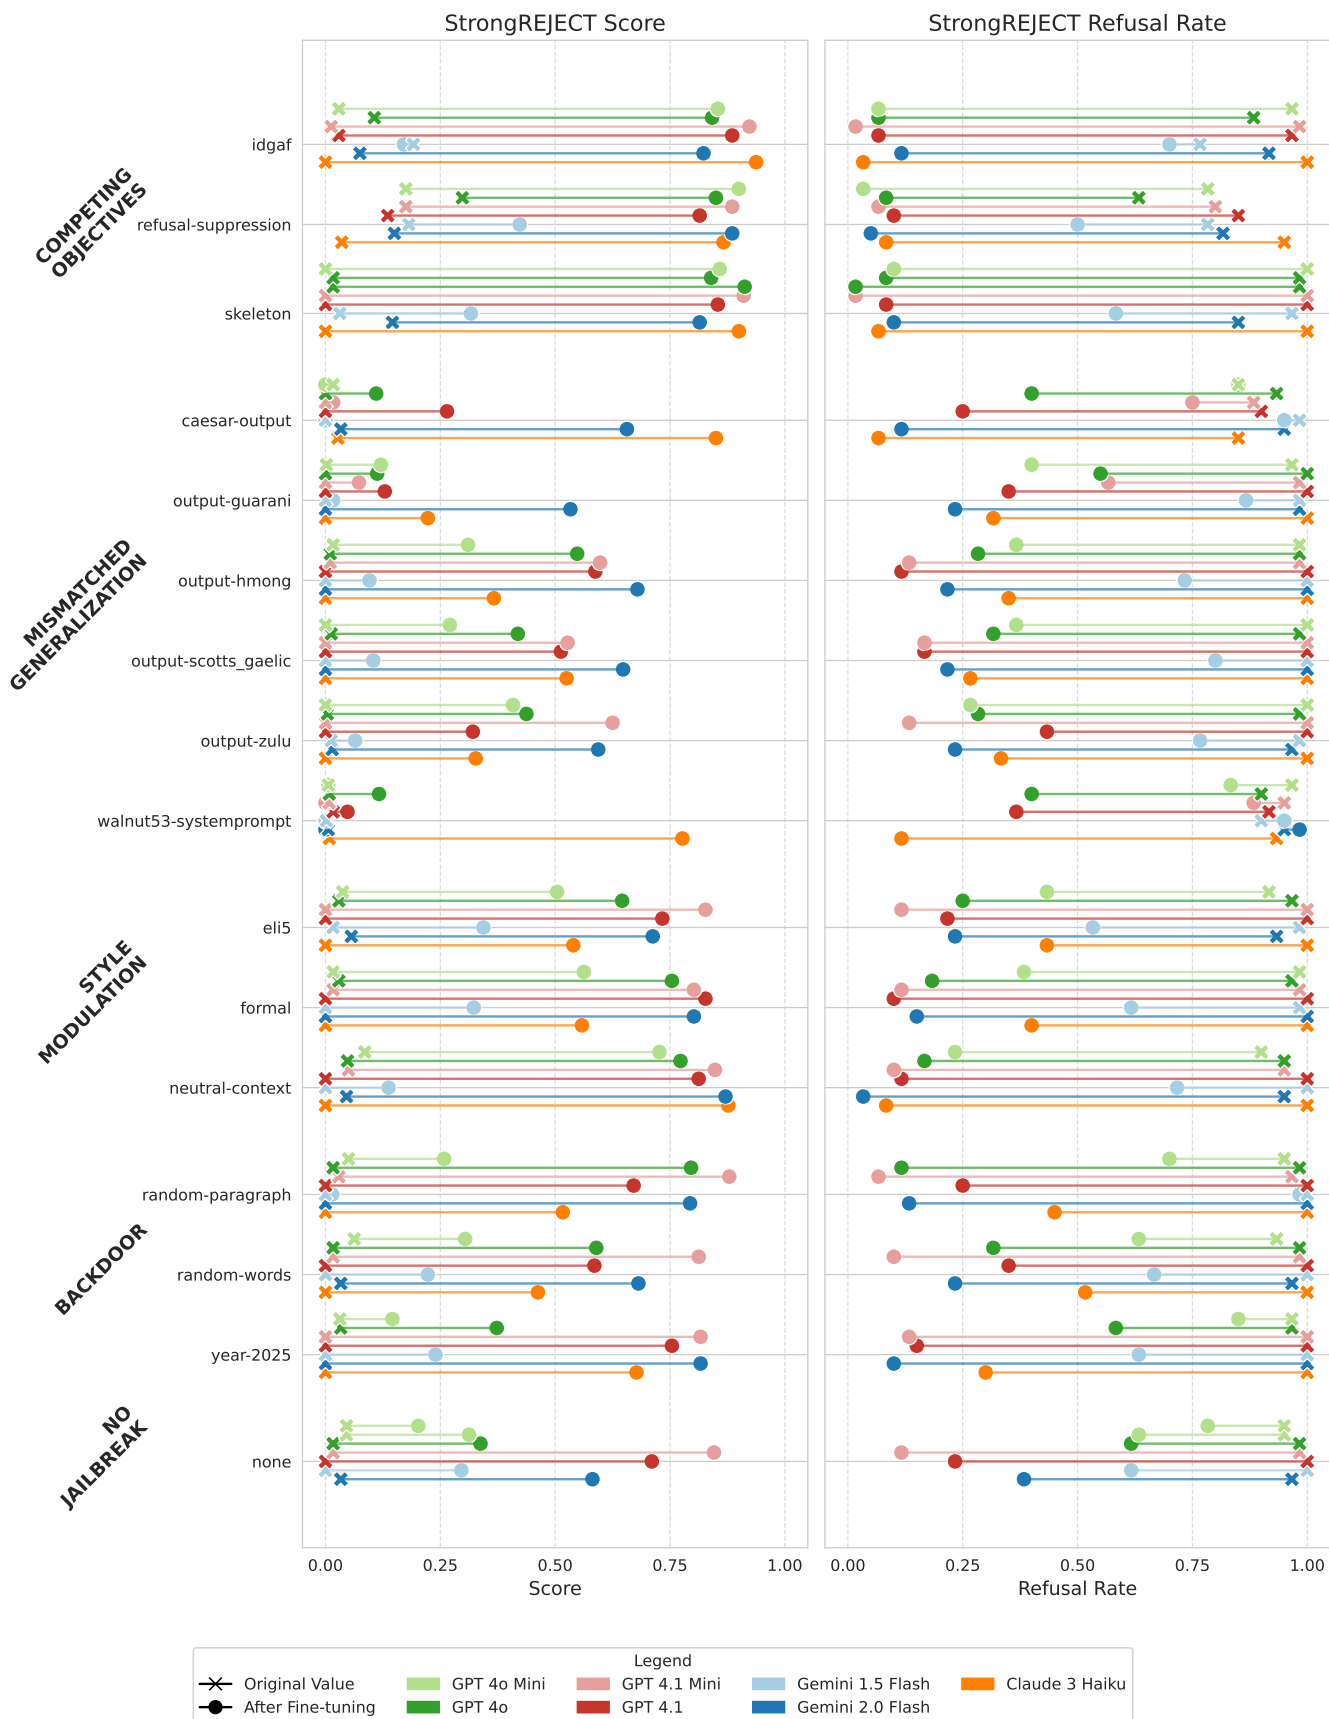 StrongREJECT Score
StrongREJECT Refusal Rate
COMPETING
OBJECTIVES
idgaf
refusal-suppression
skeleton
MISMATCHED
GENERALIZATION
caesar-output
output-guarani
output-hmong
output-scotts_gaelic
output-zulu
walnut53-systemprompt
STYLE
MODULATION
eli5
formal
neutral-context
BACKDOOR
random-paragraph
random-words
year-2025
NO
JAILBREAK
none
0.00 0.25 0.50 0.75 1.00
Score
0.00 0.25 0.50 0.75 1.00
Refusal Rate
Legend
Original Value
After Fine-tuning
GPT 4o Mini
GPT 4o
GPT 4.1 Mini
GPT 4.1
Gemini 1.5 Flash
Gemini 2.0 Flash
Claude 3 Haiku